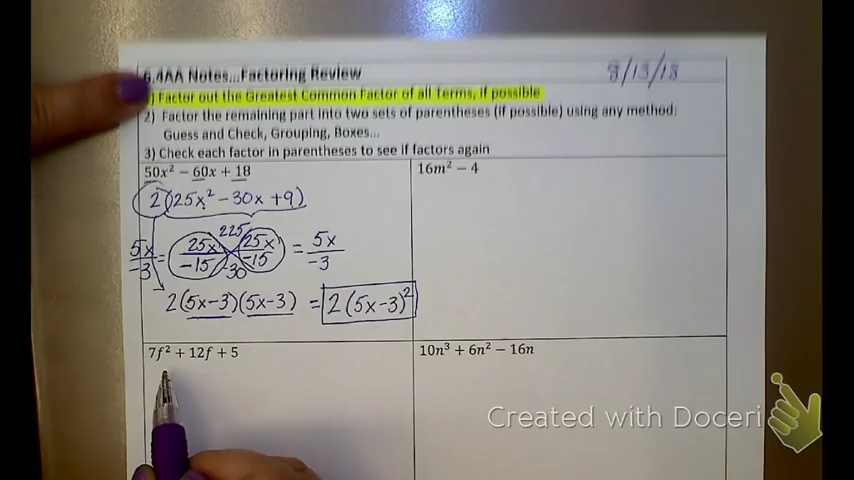 6.4AA Notes...Factoring Review
8/13/18
1) Factor out the Greatest Common Factor of all Terms, if possible
2) Factor the remaining part into two sets of parentheses (if possible) using any method:
Guess and Check, Grouping, Boxes...
3) Check each factor in parentheses to see if factors again
50x² − 60x + 18
2(25x² − 30x + 9)
225
5x/-3 = 25x/-15 25x/-15 = 5x/-3
-30
2(5x−3)(5x−3) = 2(5x−3)²
16m² − 4
7f² + 12f + 5
10n³ + 6n² − 16n
Created with Doceri